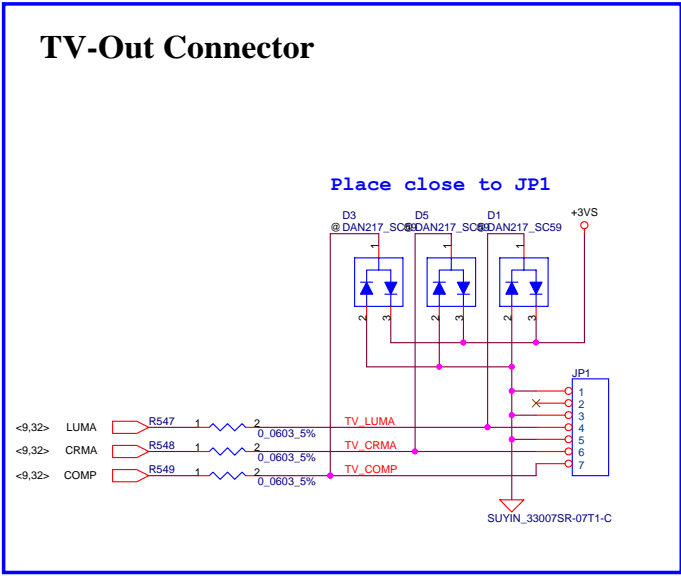 TV-Out Connector
Place close to JP1
D3 D5 D1 +3VS
@ DAN217_SC59 @ DAN217_SC59 @ DAN217_SC59
1 1 1
2 3 2 3 2 3
JP1
1
2
3
<9,32> LUMA R547 1 2 0_0603_5% TV_LUMA 4
5
<9,32> CRMA R548 1 2 0_0603_5% TV_CRMA 6
<9,32> COMP R549 1 2 0_0603_5% TV_COMP 7
SUYIN_33007SR-07T1-C